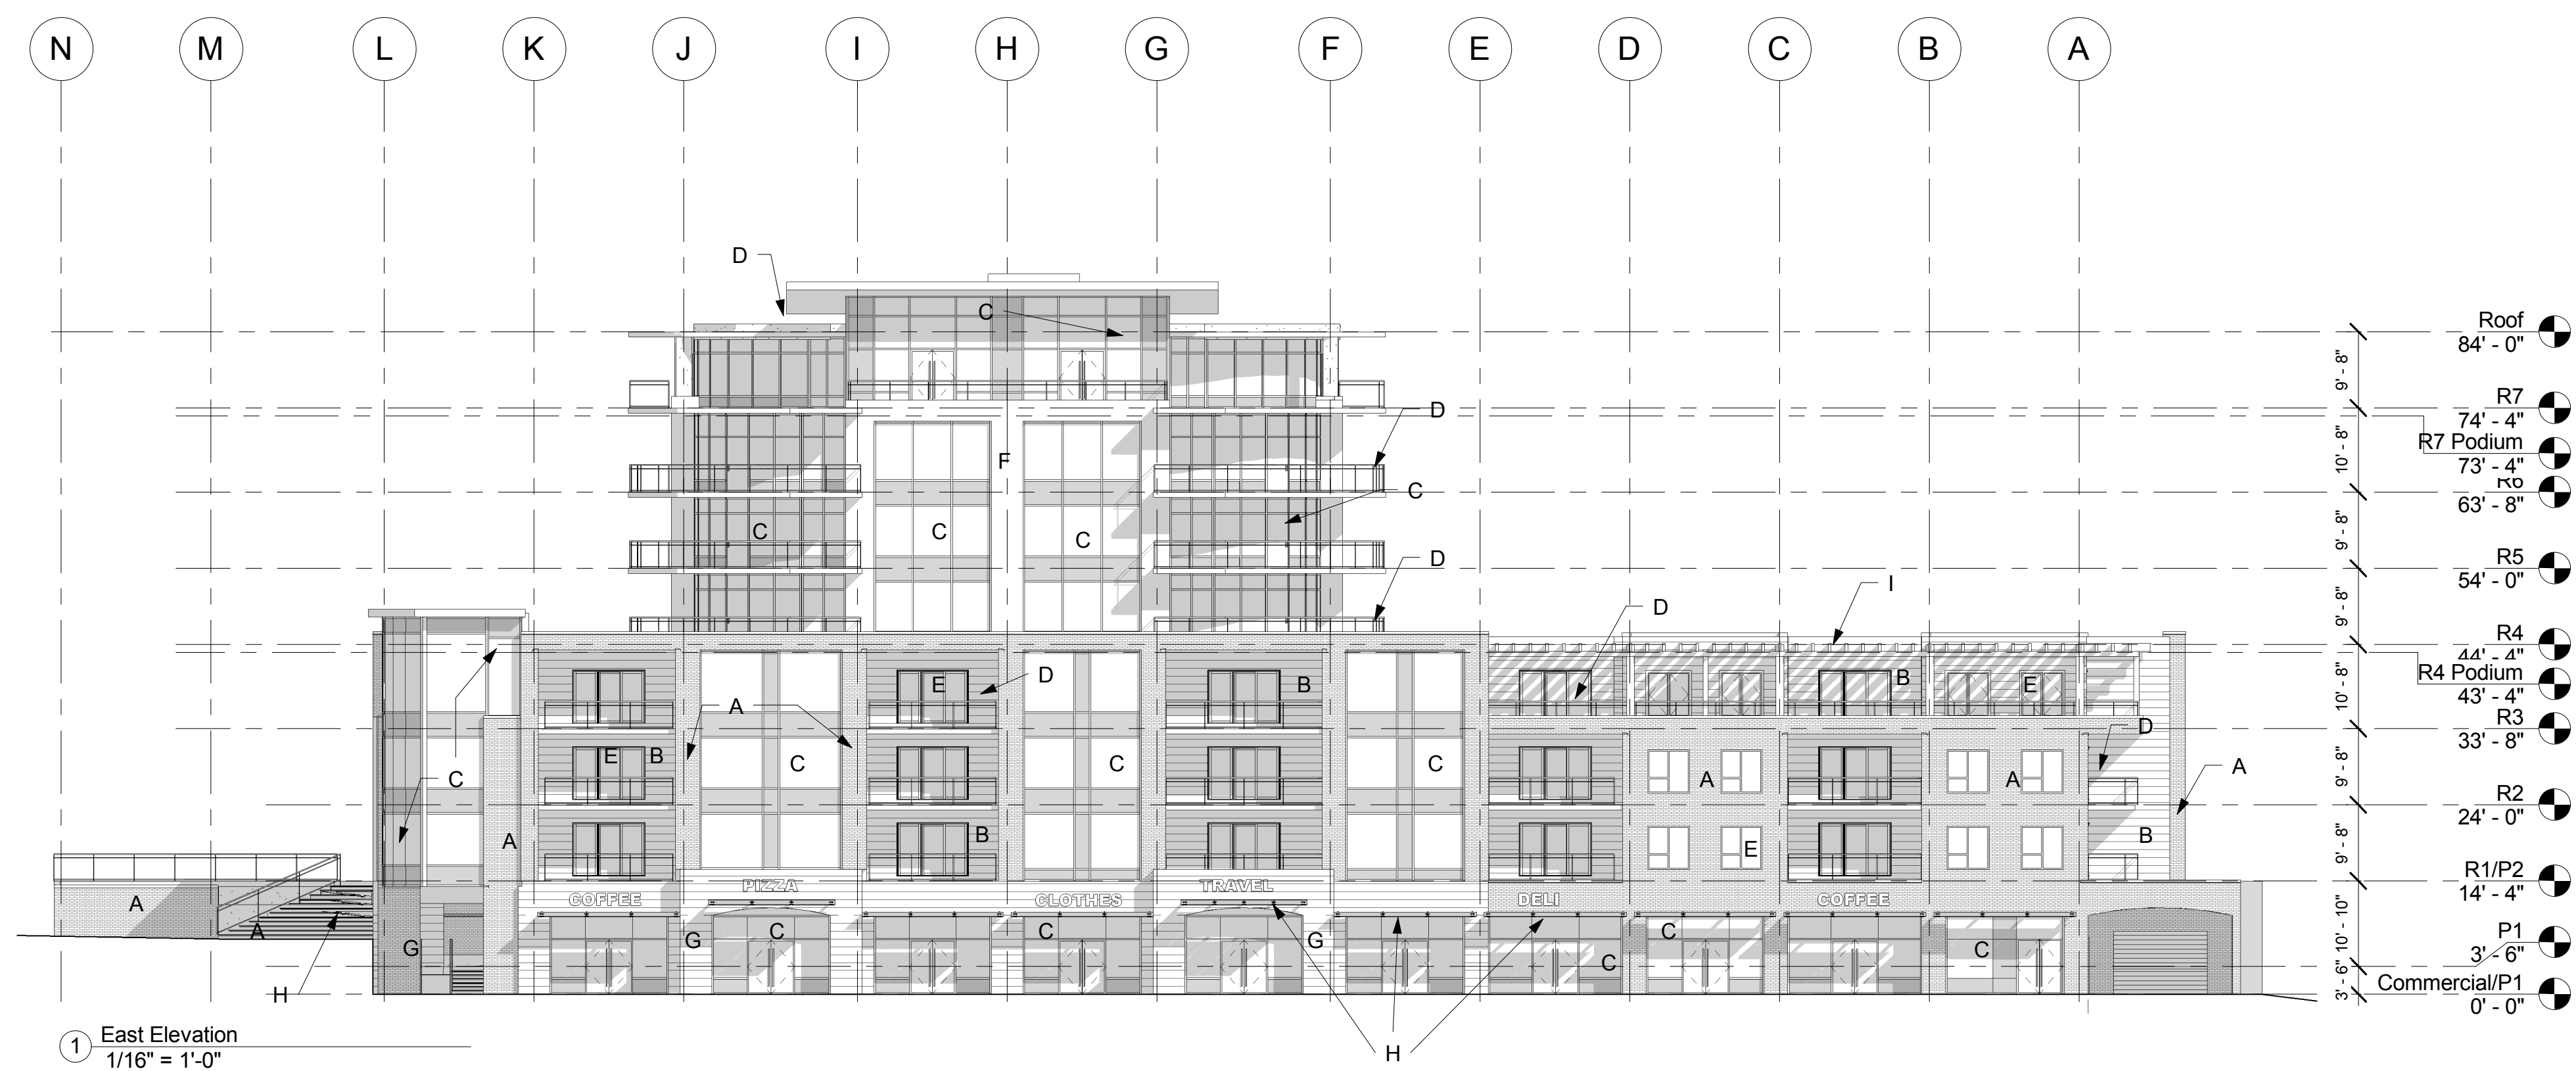 N M L K J I H G F E D C B A
D
C
Roof
84' - 0"
9' - 8"
R7
74' - 4"
D
R7 Podium
73' - 4"
10' - 8"
F
R6
63' - 8"
C
C
C
C
9' - 8"
R5
54' - 0"
D
I
D
9' - 8"
R4
44' - 4"
R4 Podium
43' - 4"
10' - 8"
E
D
B
B
E
A
R3
33' - 8"
D
E
B
C
C
C
C
A
A
A
9' - 8"
R2
24' - 0"
A
B
E
B
9' - 8"
R1/P2
14' - 4"
COFFEE
PIZZA
CLOTHES
TRAVEL
DELI
COFFEE
A
A
G
G
C
C
G
C
C
C
10' - 10"
P1
3' - 6"
H
3' - 6"
Commercial/P1
0' - 0"
H
1
East Elevation
1/16" = 1'-0"